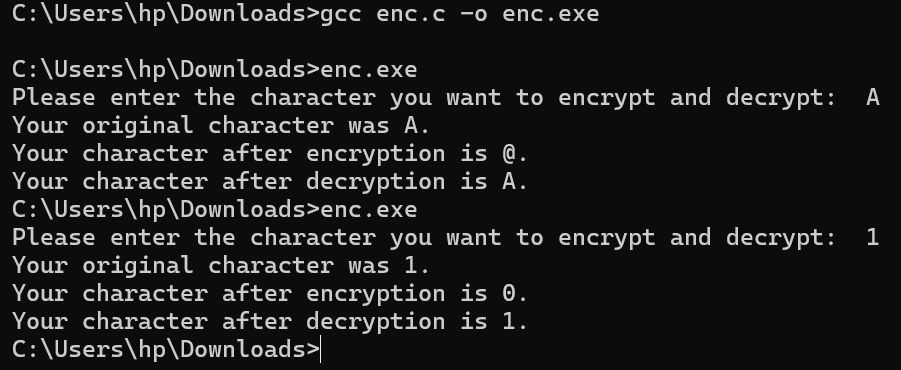 C:\Users\hp\Downloads>gcc enc.c -o enc.exe
C:\Users\hp\Downloads>enc.exe
Please enter the character you want to encrypt and decrypt:  A
Your original character was A.
Your character after encryption is @.
Your character after decryption is A.
C:\Users\hp\Downloads>enc.exe
Please enter the character you want to encrypt and decrypt:  1
Your original character was 1.
Your character after encryption is 0.
Your character after decryption is 1.
C:\Users\hp\Downloads>